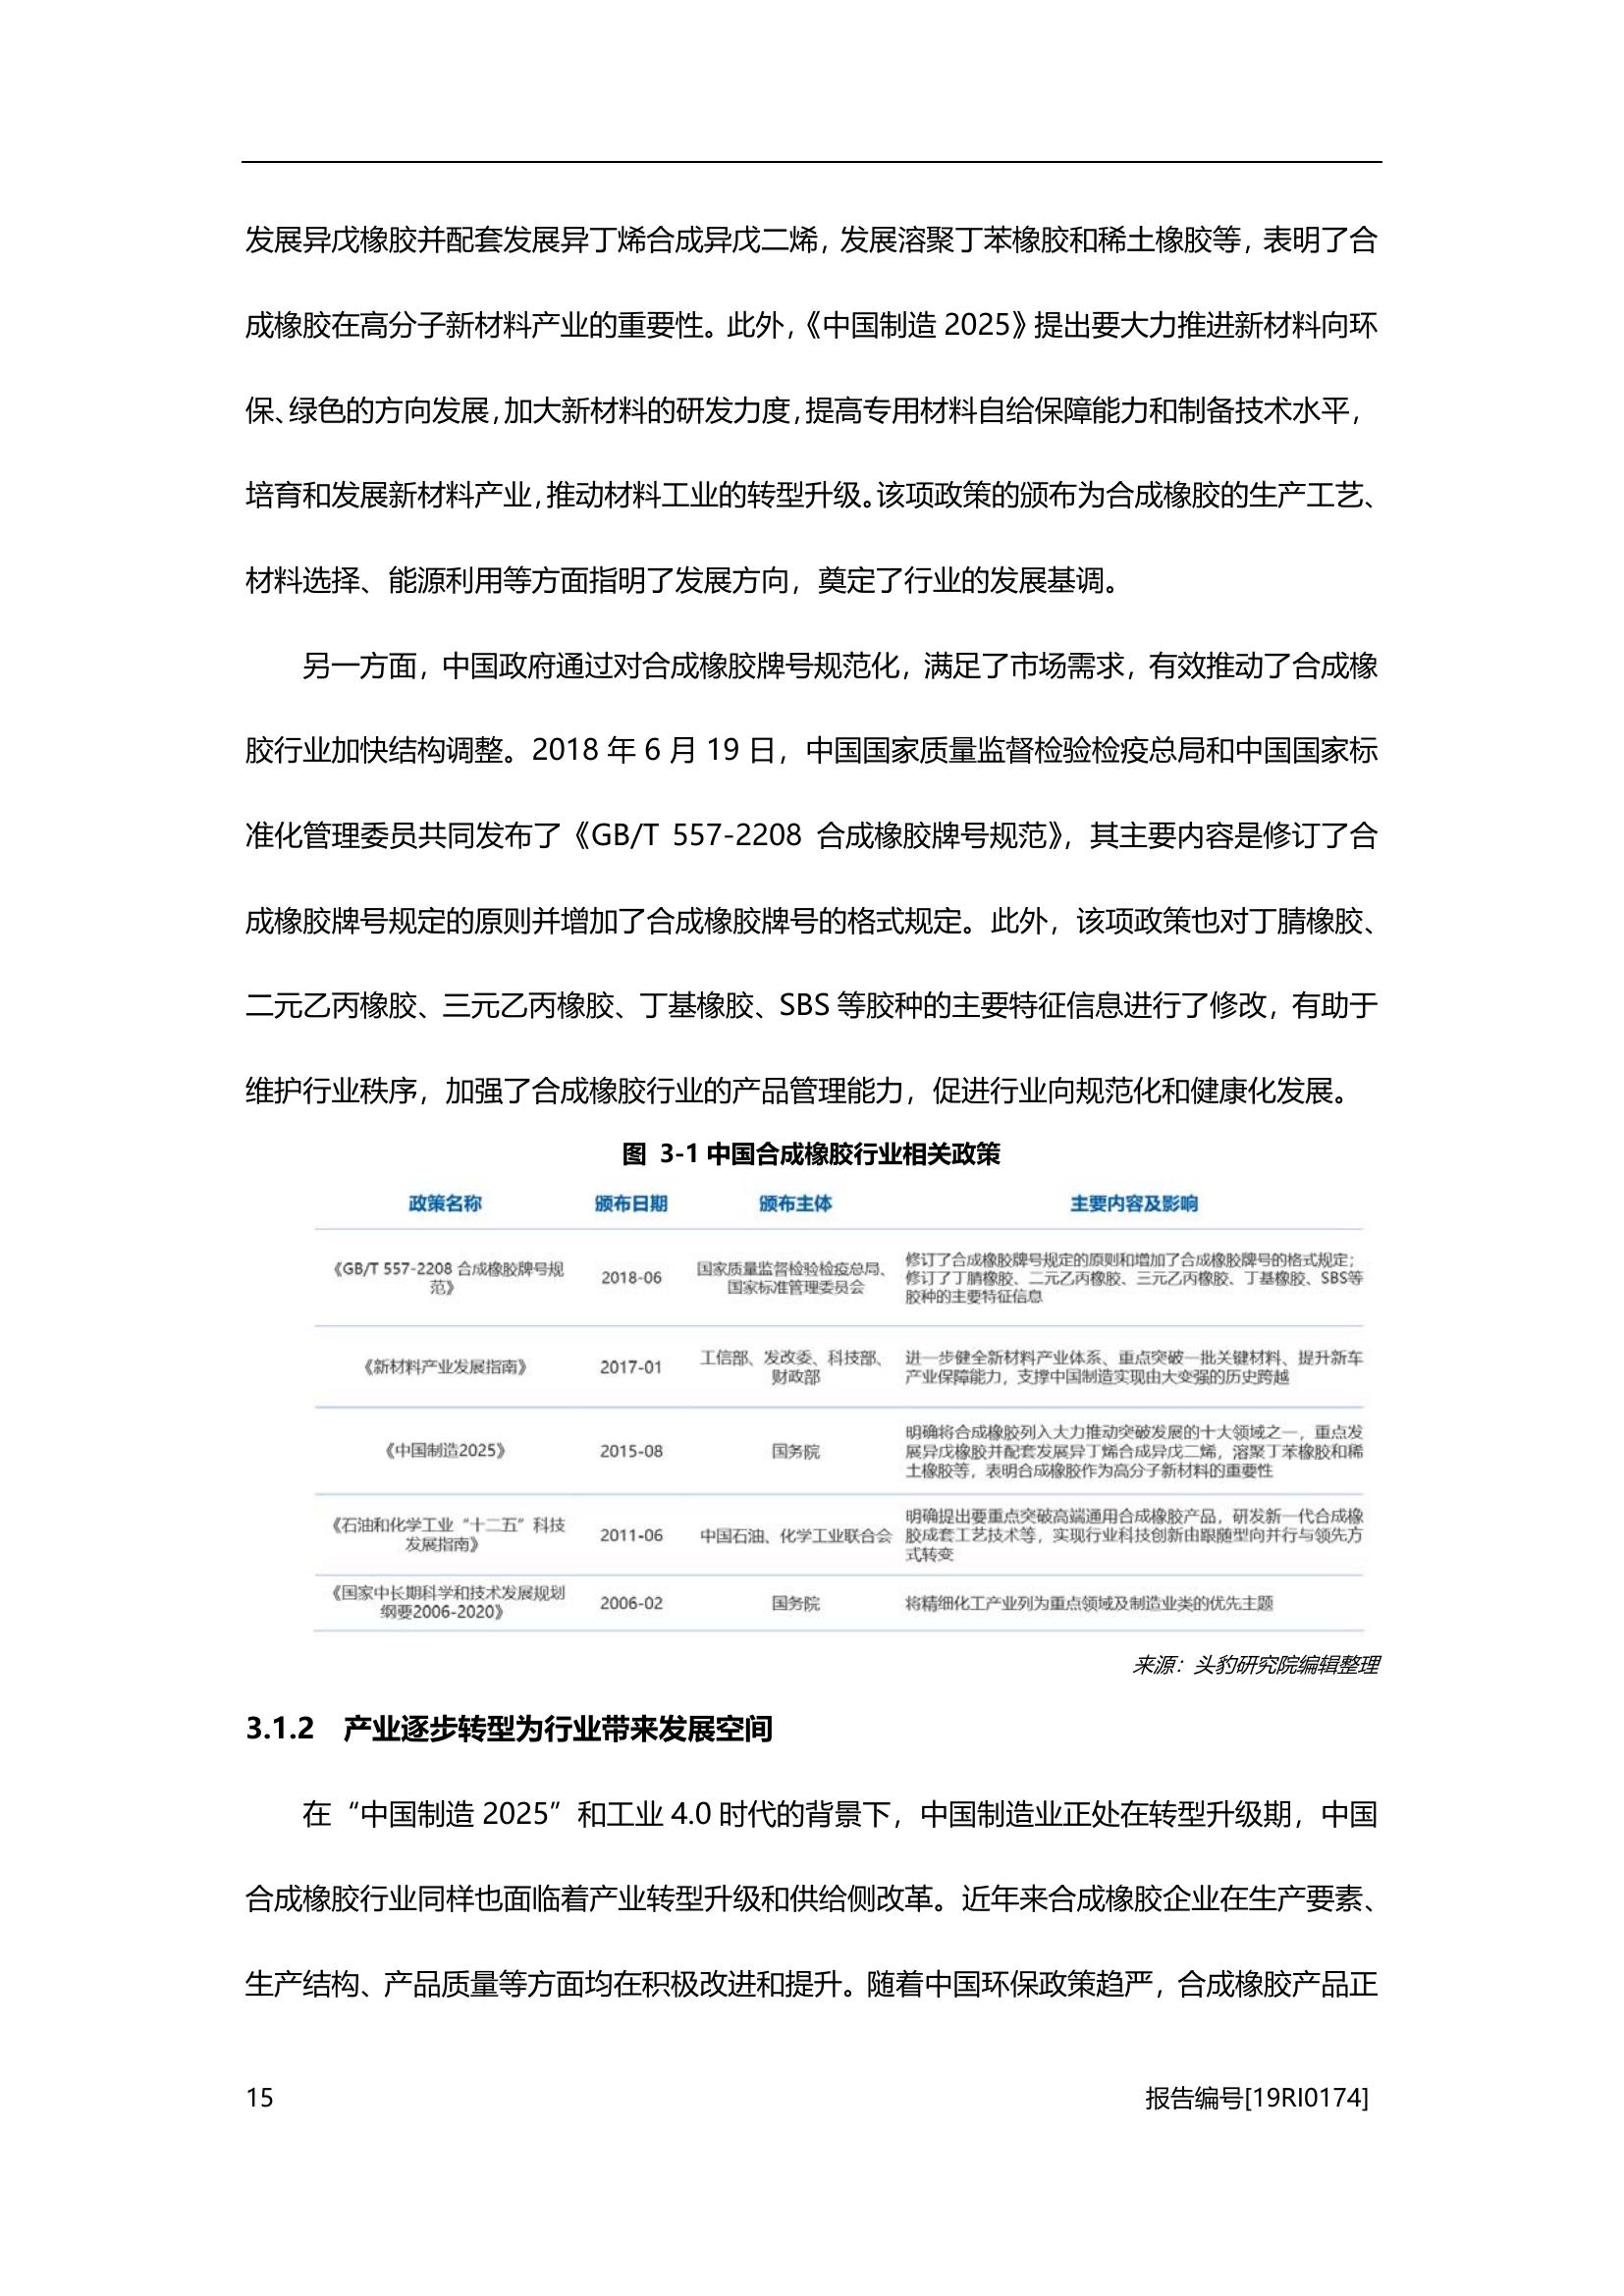 发展异戊橡胶并配套发展异丁烯合成异戊二烯，发展溶聚丁苯橡胶和稀土橡胶等，表明了合
成橡胶在高分子新材料产业的重要性。此外，《中国制造 2025》提出要大力推进新材料向环
保、绿色的方向发展，加大新材料的研发力度，提高专用材料自给保障能力和制备技术水平，
培育和发展新材料产业，推动材料工业的转型升级。该项政策的颁布为合成橡胶的生产工艺、
材料选择、能源利用等方面指明了发展方向，奠定了行业的发展基调。
另一方面，中国政府通过对合成橡胶牌号规范化，满足了市场需求，有效推动了合成橡
胶行业加快结构调整。2018 年 6 月 19 日，中国国家质量监督检验检疫总局和中国国家标
准化管理委员共同发布了《GB/T 557-2208 合成橡胶牌号规范》，其主要内容是修订了合
成橡胶牌号规定的原则并增加了合成橡胶牌号的格式规定。此外，该项政策也对丁腈橡胶、
二元乙丙橡胶、三元乙丙橡胶、丁基橡胶、SBS 等胶种的主要特征信息进行了修改，有助于
维护行业秩序，加强了合成橡胶行业的产品管理能力，促进行业向规范化和健康化发展。
图 3-1 中国合成橡胶行业相关政策
政策名称 颁布日期 颁布主体 主要内容及影响
《GB/T 557-2208 合成橡胶牌号规
范》
2018-06
国家质量监督检验检疫总局、
国家标准管理委员会
修订了合成橡胶牌号规定的原则和增加了合成橡胶牌号的格式规定；
修订了丁腈橡胶、二元乙丙橡胶、三元乙丙橡胶、丁基橡胶、SBS等
胶种的主要特征信息
《新材料产业发展指南》
2017-01
工信部、发改委、科技部、
财政部
进一步健全新材料产业体系、重点突破一批关键材料、提升新车
产业保障能力，支撑中国制造实现由大变强的历史跨越
《中国制造2025》
2015-08
国务院
明确将合成橡胶列入大力推动突破发展的十大领域之一，重点发
展异戊橡胶并配套发展异丁烯合成异戊二烯，溶聚丁苯橡胶和稀
土橡胶等，表明合成橡胶作为高分子新材料的重要性
《石油和化学工业“十二五”科技
发展指南》
2011-06
中国石油、化学工业联合会
明确提出要重点突破高端通用合成橡胶产品，研发新一代合成橡
胶成套工艺技术等，实现行业科技创新由跟随型向并行与领先方
式转变
《国家中长期科学和技术发展规划
纲要2006-2020》
2006-02
国务院
将精细化工产业列为重点领域及制造业类的优先主题
来源：头豹研究院编辑整理
3.1.2 产业逐步转型为行业带来发展空间
在“中国制造 2025”和工业 4.0 时代的背景下，中国制造业正处在转型升级期，中国
合成橡胶行业同样也面临着产业转型升级和供给侧改革。近年来合成橡胶企业在生产要素、
生产结构、产品质量等方面均在积极改进和提升。随着中国环保政策趋严，合成橡胶产品正
15 报告编号[19RI0174]